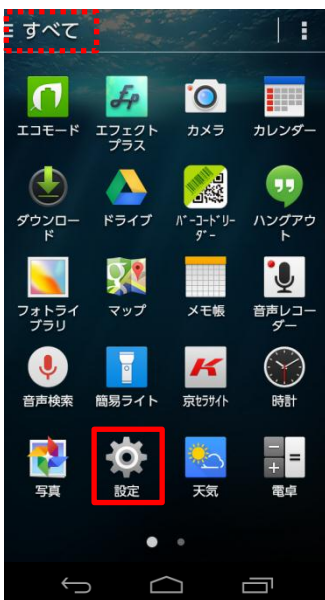 すべて
エコモード
エフェクト
プラス
カメラ
カレンダー
ダウンロー
ド
ドライブ
バーコードリー
ダー
ハングアウ
ト
フォトライ
ブラリ
マップ
メモ帳
音声レコー
ダー
音声検索
簡易ライト
京セラサイト
時計
写真
設定
天気
電卓